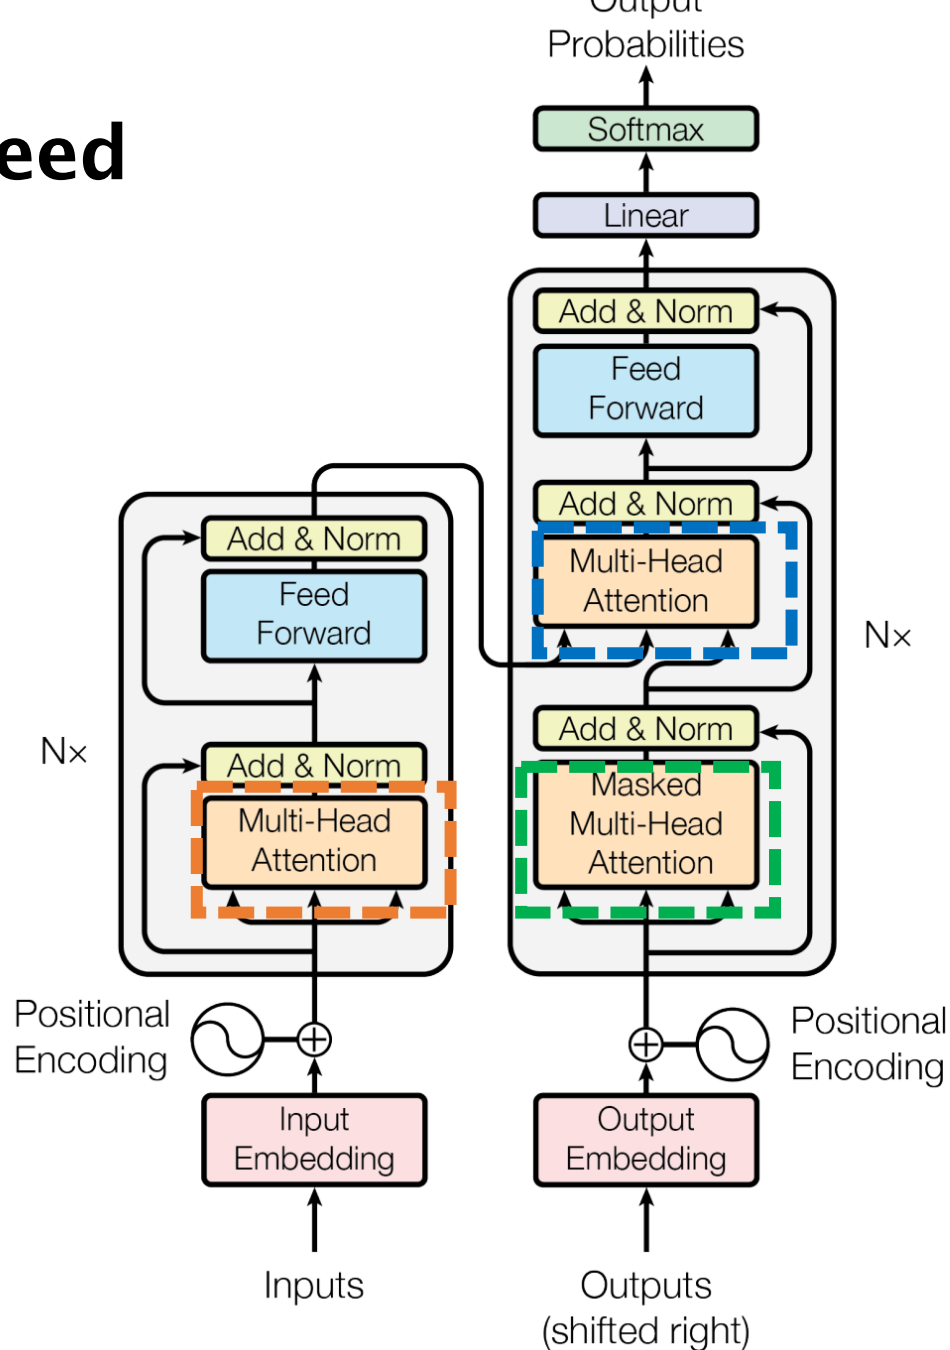 Output
Probabilities
Softmax
eed
Linear
Add & Norm
Feed
Forward
Add & Norm
Multi-Head
Attention
Nx
Add & Norm
Masked
Multi-Head
Attention
Add & Norm
Feed
Forward
Nx
Add & Norm
Multi-Head
Attention
Positional
Encoding
Positional
Encoding
Input
Embedding
Output
Embedding
Inputs
Outputs
(shifted right)